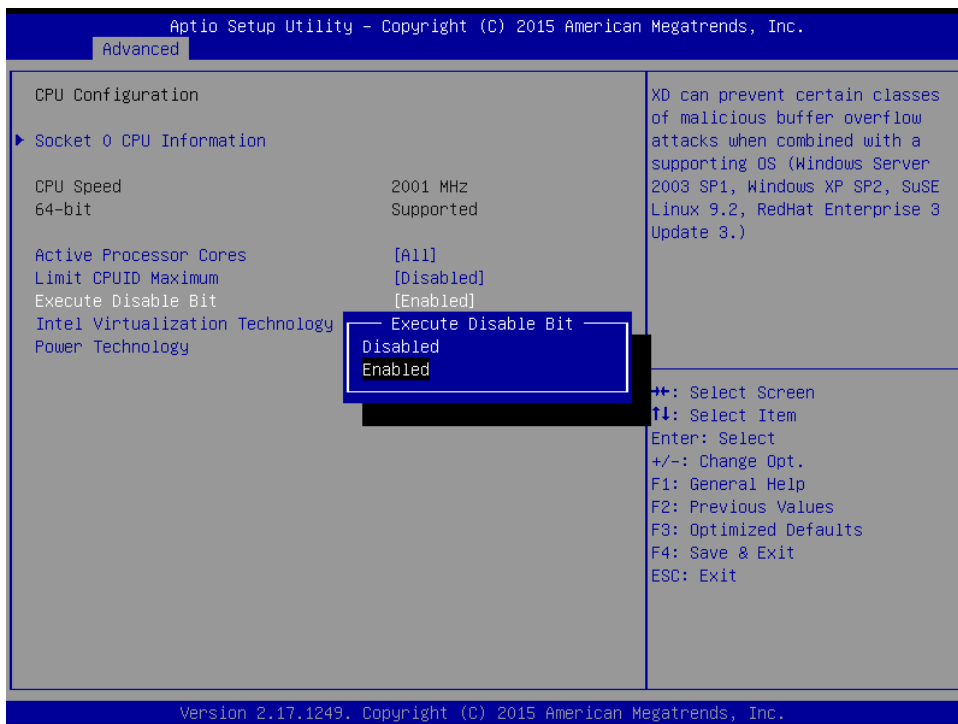 Aptio Setup Utility – Copyright (C) 2015 American Megatrends, Inc.
Advanced
CPU Configuration
Socket 0 CPU Information
CPU Speed 2001 MHz
64-bit Supported
Active Processor Cores [All]
Limit CPUID Maximum [Disabled]
Execute Disable Bit [Enabled]
Intel Virtualization Technology
Power Technology
Execute Disable Bit
Disabled
Enabled
XD can prevent certain classes
of malicious buffer overflow
attacks when combined with a
supporting OS (Windows Server
2003 SP1, Windows XP SP2, SuSE
Linux 9.2, RedHat Enterprise 3
Update 3.)
→←: Select Screen
↑↓: Select Item
Enter: Select
+/-: Change Opt.
F1: General Help
F2: Previous Values
F3: Optimized Defaults
F4: Save & Exit
ESC: Exit
Version 2.17.1249. Copyright (C) 2015 American Megatrends, Inc.